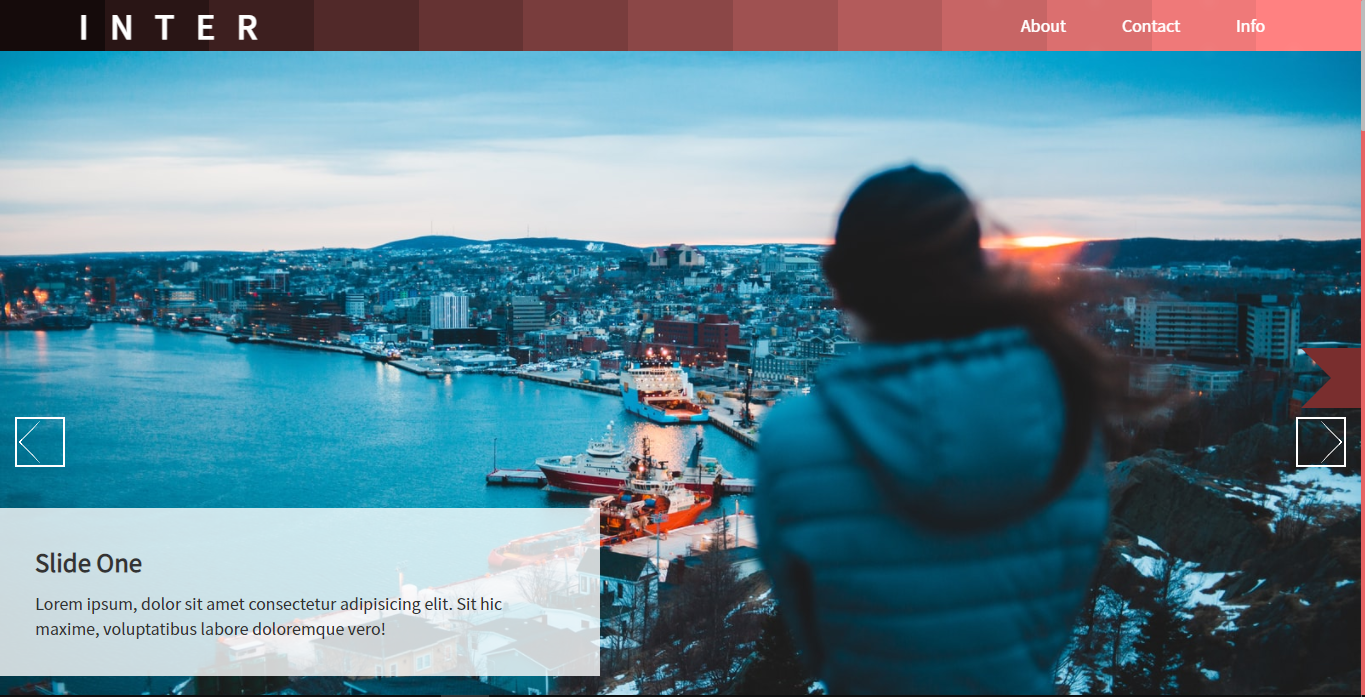 INTER
About Contact Info
Slide One
Lorem ipsum, dolor sit amet consectetur adipisicing elit. Sit hic
maxime, voluptatibus labore doloremque vero!